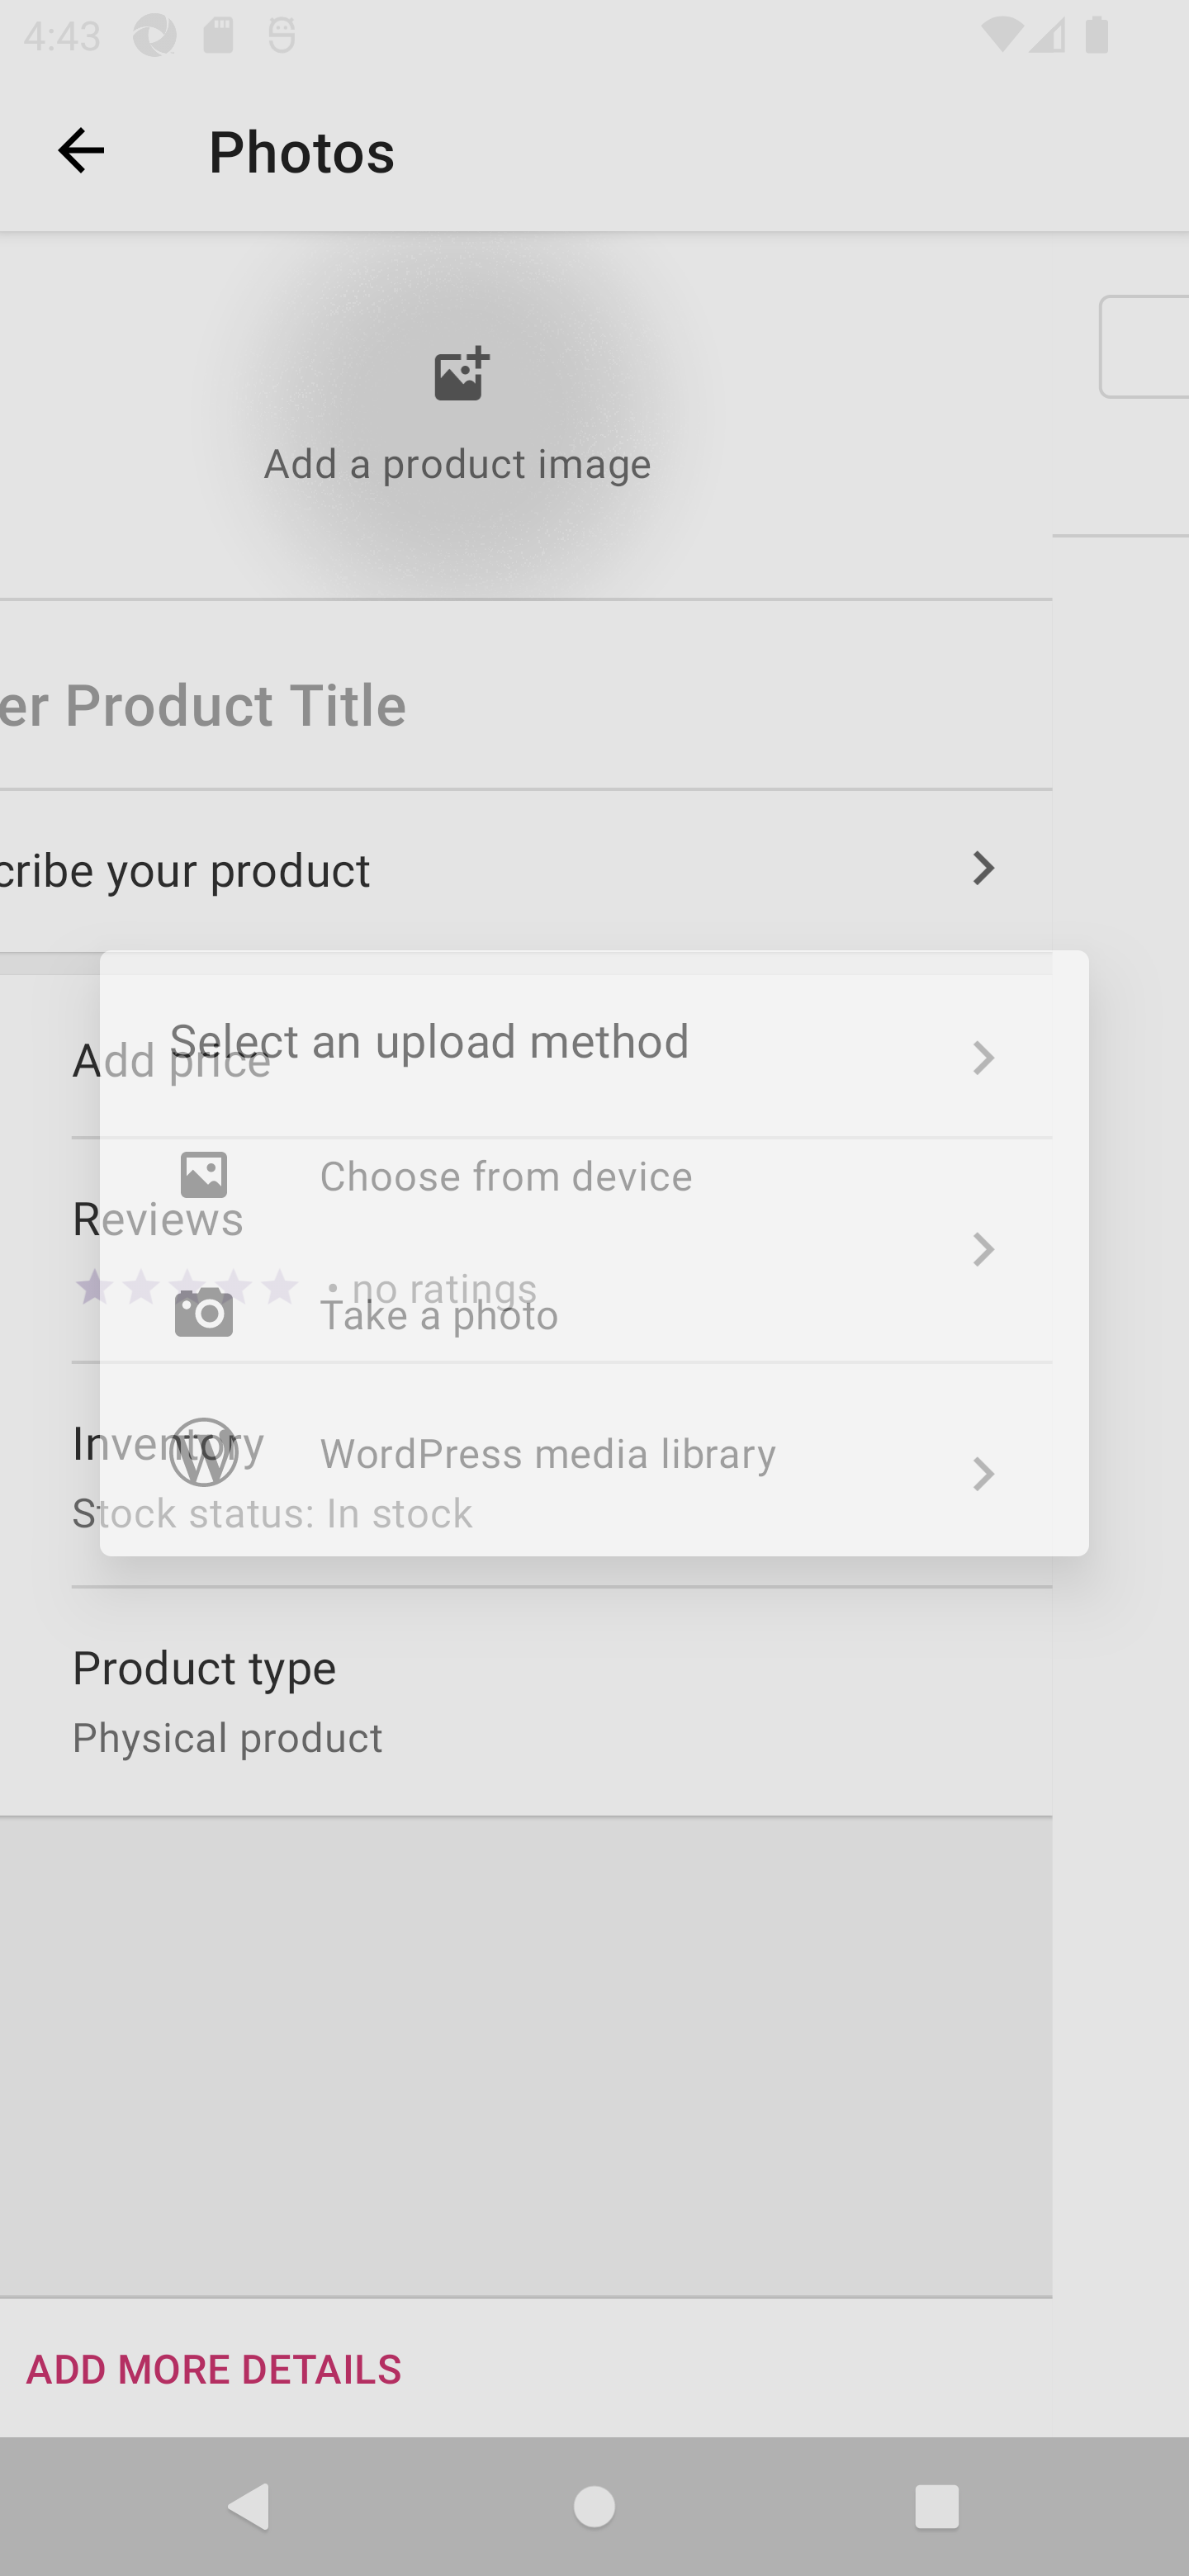 4:43
Photos
Add a product image
er Product Title
cribe your product
Select an upload method
Add price
Choose from device
Reviews
• no ratings
Take a photo
Inventory
WordPress media library
Stock status: In stock
Product type
Physical product
ADD MORE DETAILS